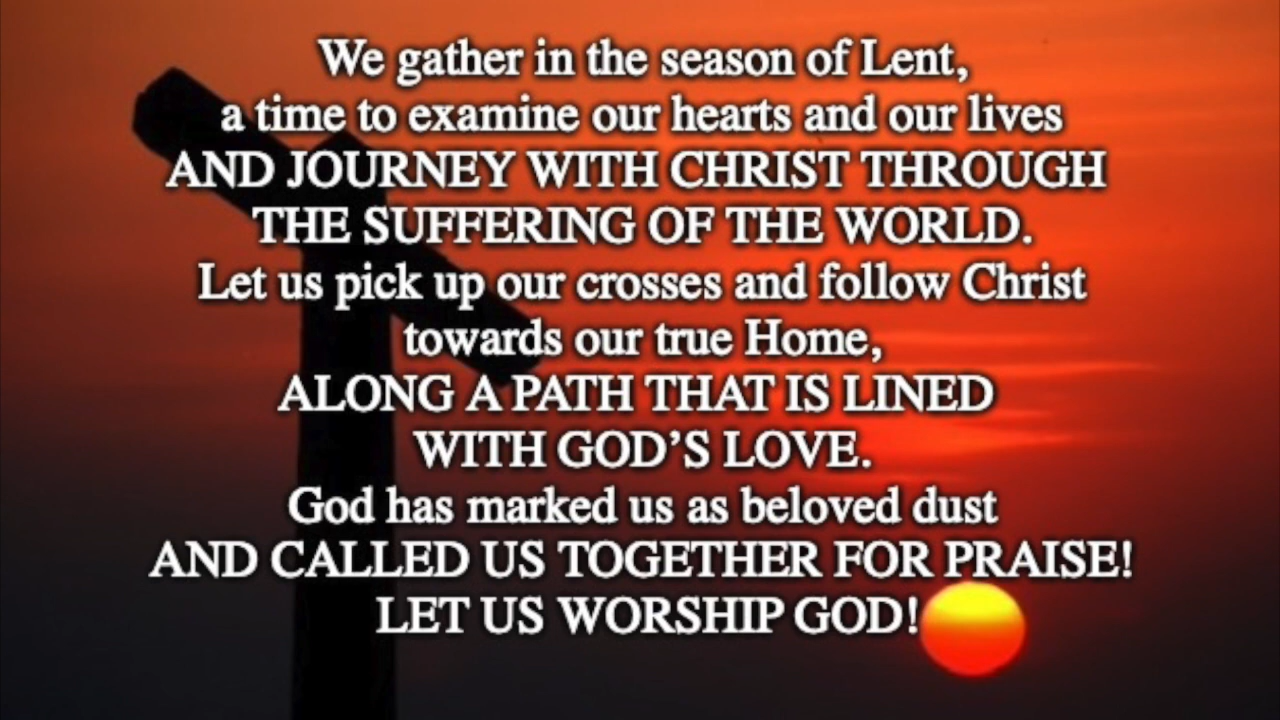 We gather in the season of Lent,
a time to examine our hearts and our lives
AND JOURNEY WITH CHRIST THROUGH
THE SUFFERING OF THE WORLD.
Let us pick up our crosses and follow Christ
towards our true Home,
ALONG A PATH THAT IS LINED
WITH GOD’S LOVE.
God has marked us as beloved dust
AND CALLED US TOGETHER FOR PRAISE!
LET US WORSHIP GOD!